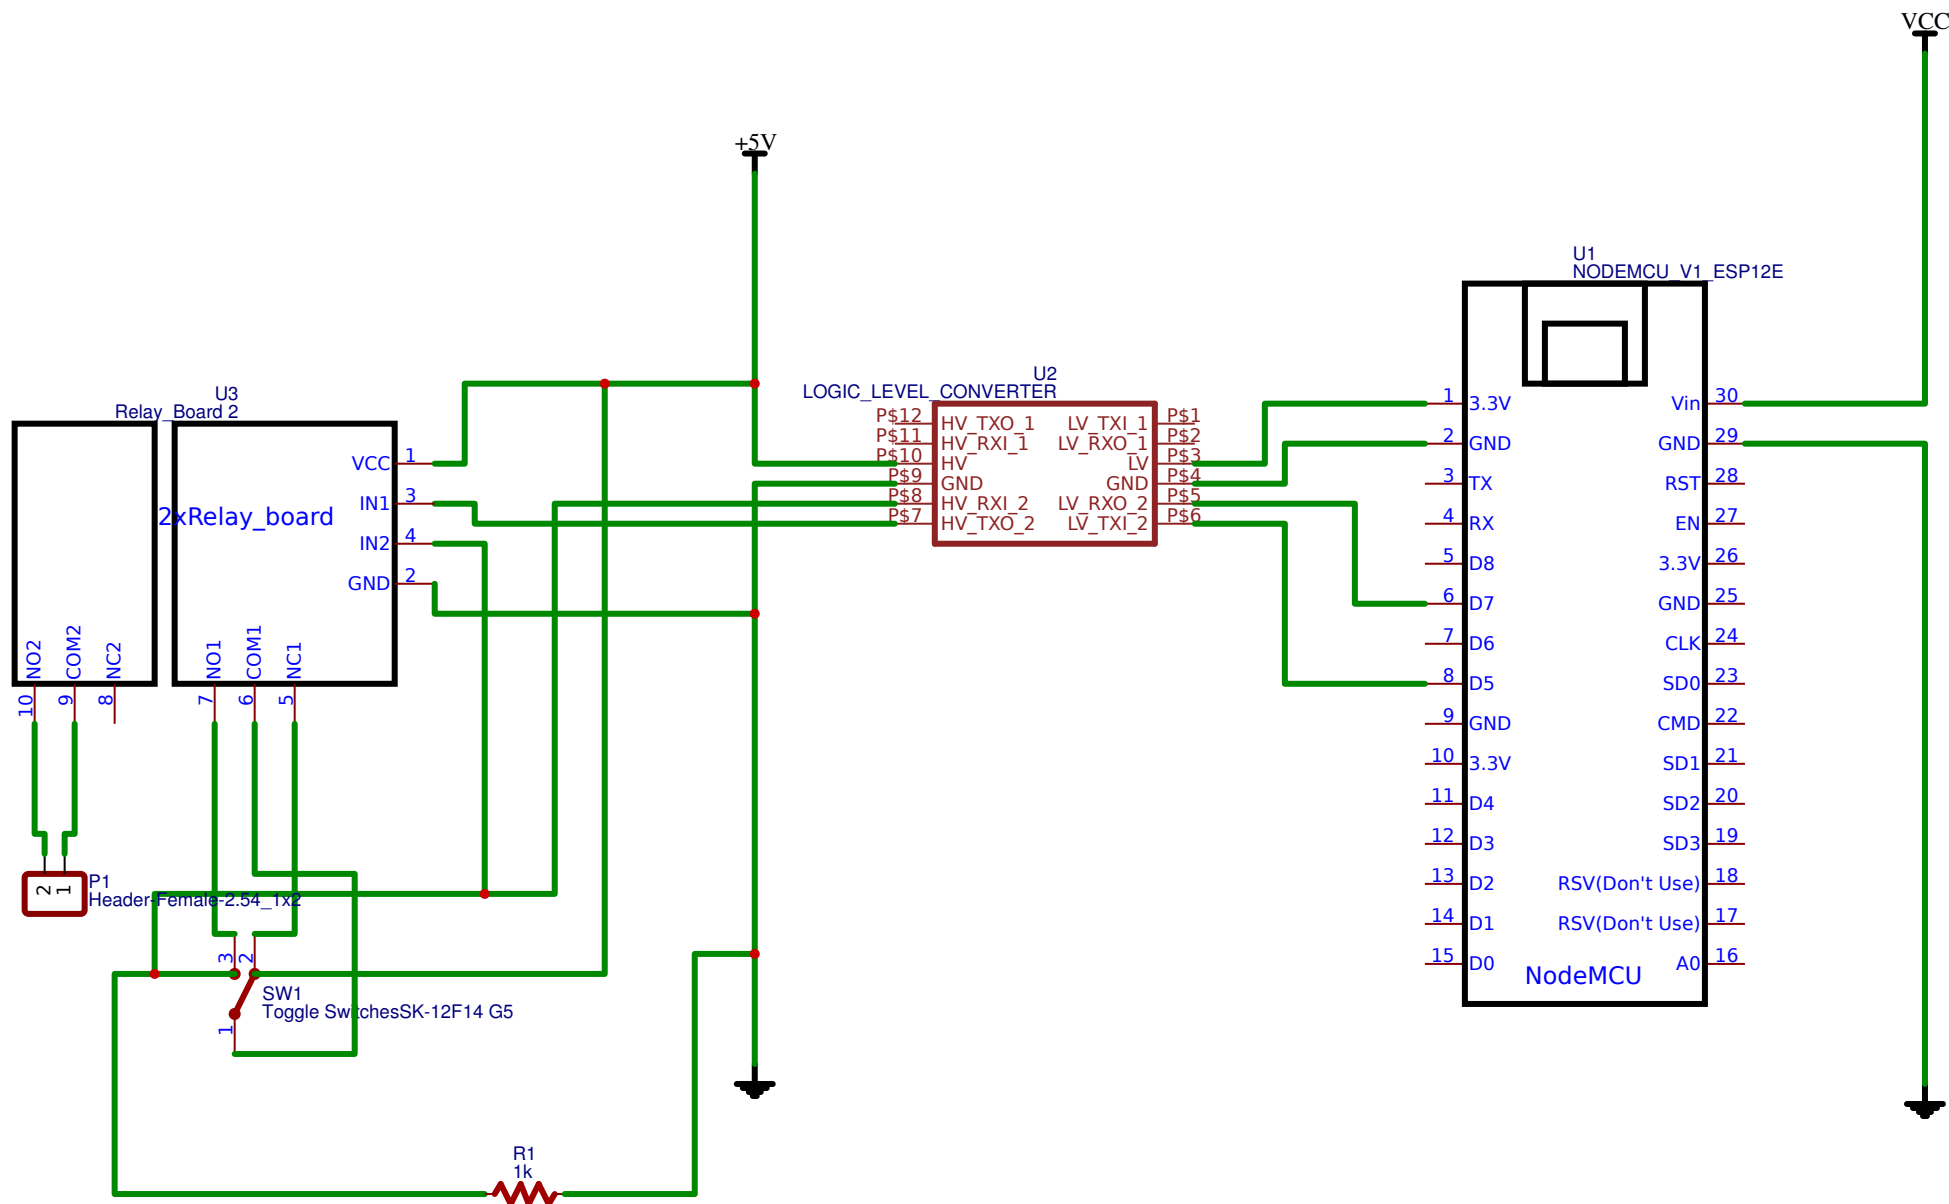 VCC
+5V
U1
NODEMCU_V1_ESP12E
U2
LOGIC_LEVEL_CONVERTER
U3
Relay_Board 2
2xRelay_board
VCC 1
IN1 3
IN2 4
GND 2
NO2 10
COM2 9
NC2 8
NO1 7
COM1 6
NC1 5
P$12 HV_TXO_1 LV_TXI_1 P$1
P$11 HV_RXI_1 LV_RXO_1 P$2
P$10 HV LV P$3
P$9 GND GND P$4
P$8 HV_RXI_2 LV_RXO_2 P$5
P$7 HV_TXO_2 LV_TXI_2 P$6
1 3.3V Vin 30
2 GND GND 29
3 TX RST 28
4 RX EN 27
5 D8 3.3V 26
6 D7 GND 25
7 D6 CLK 24
8 D5 SD0 23
9 GND CMD 22
10 3.3V SD1 21
11 D4 SD2 20
12 D3 SD3 19
13 D2 RSV(Don't Use) 18
14 D1 RSV(Don't Use) 17
15 D0 A0 16
NodeMCU
2 1
P1
Header-Female-2.54_1x2
3 2
SW1
Toggle SwitchesSK-12F14 G5
1
R1
1k